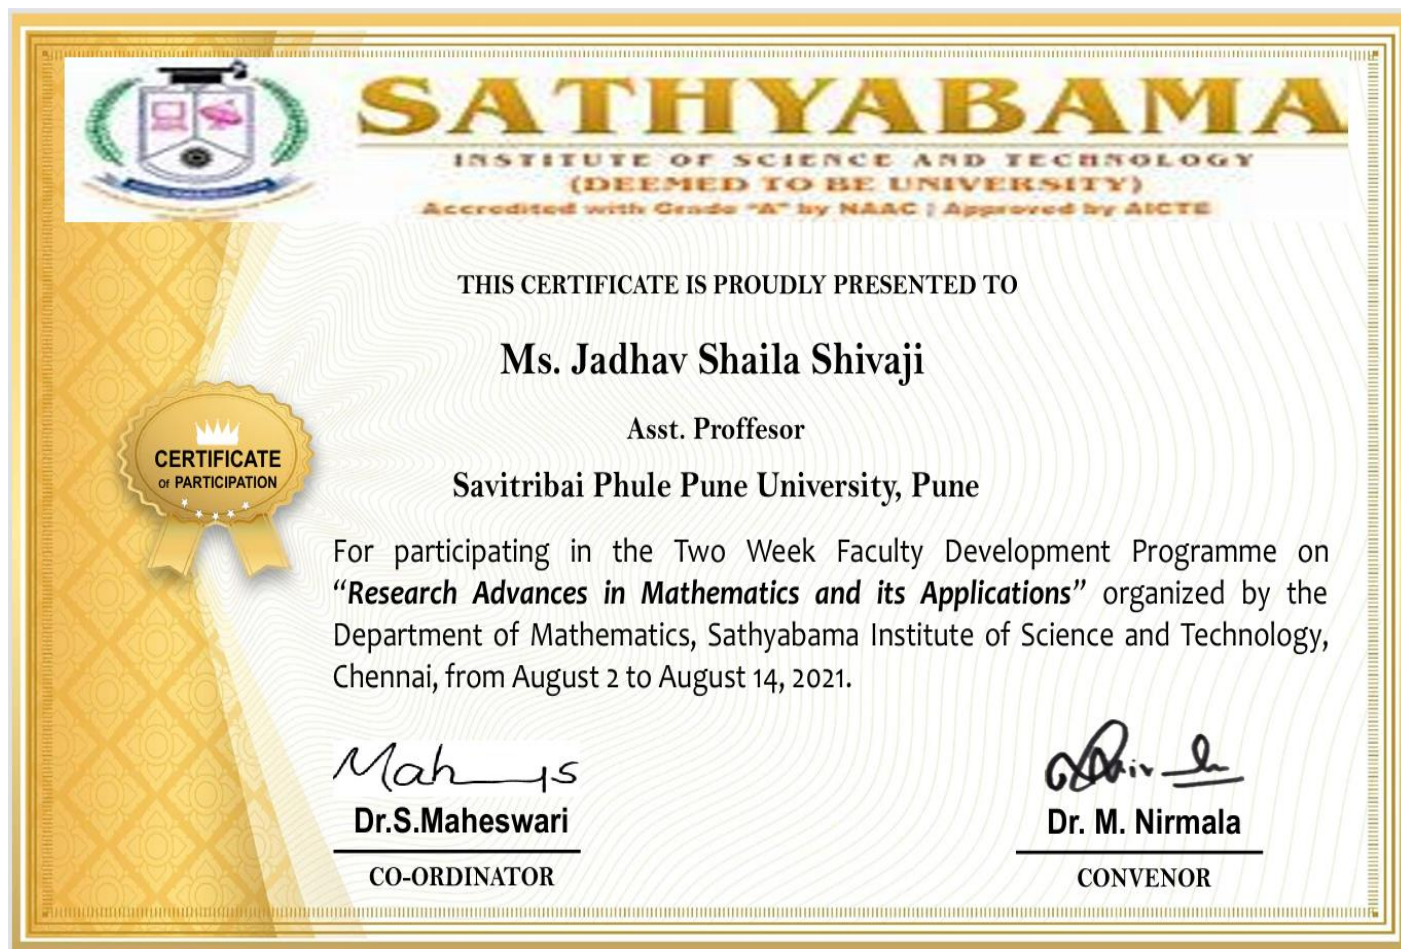 SATHYABAMA
INSTITUTE OF SCIENCE AND TECHNOLOGY
(DEEMED TO BE UNIVERSITY)
Accredited with Grade "A" by NAAC | Approved by AICTE
THIS CERTIFICATE IS PROUDLY PRESENTED TO
Ms. Jadhav Shaila Shivaji
Asst. Proffesor
Savitribai Phule Pune University, Pune
CERTIFICATE
OF PARTICIPATION
For participating in the Two Week Faculty Development Programme on
“Research Advances in Mathematics and its Applications” organized by the
Department of Mathematics, Sathyabama Institute of Science and Technology,
Chennai, from August 2 to August 14, 2021.
Dr.S.Maheswari
CO-ORDINATOR
Dr. M. Nirmala
CONVENOR